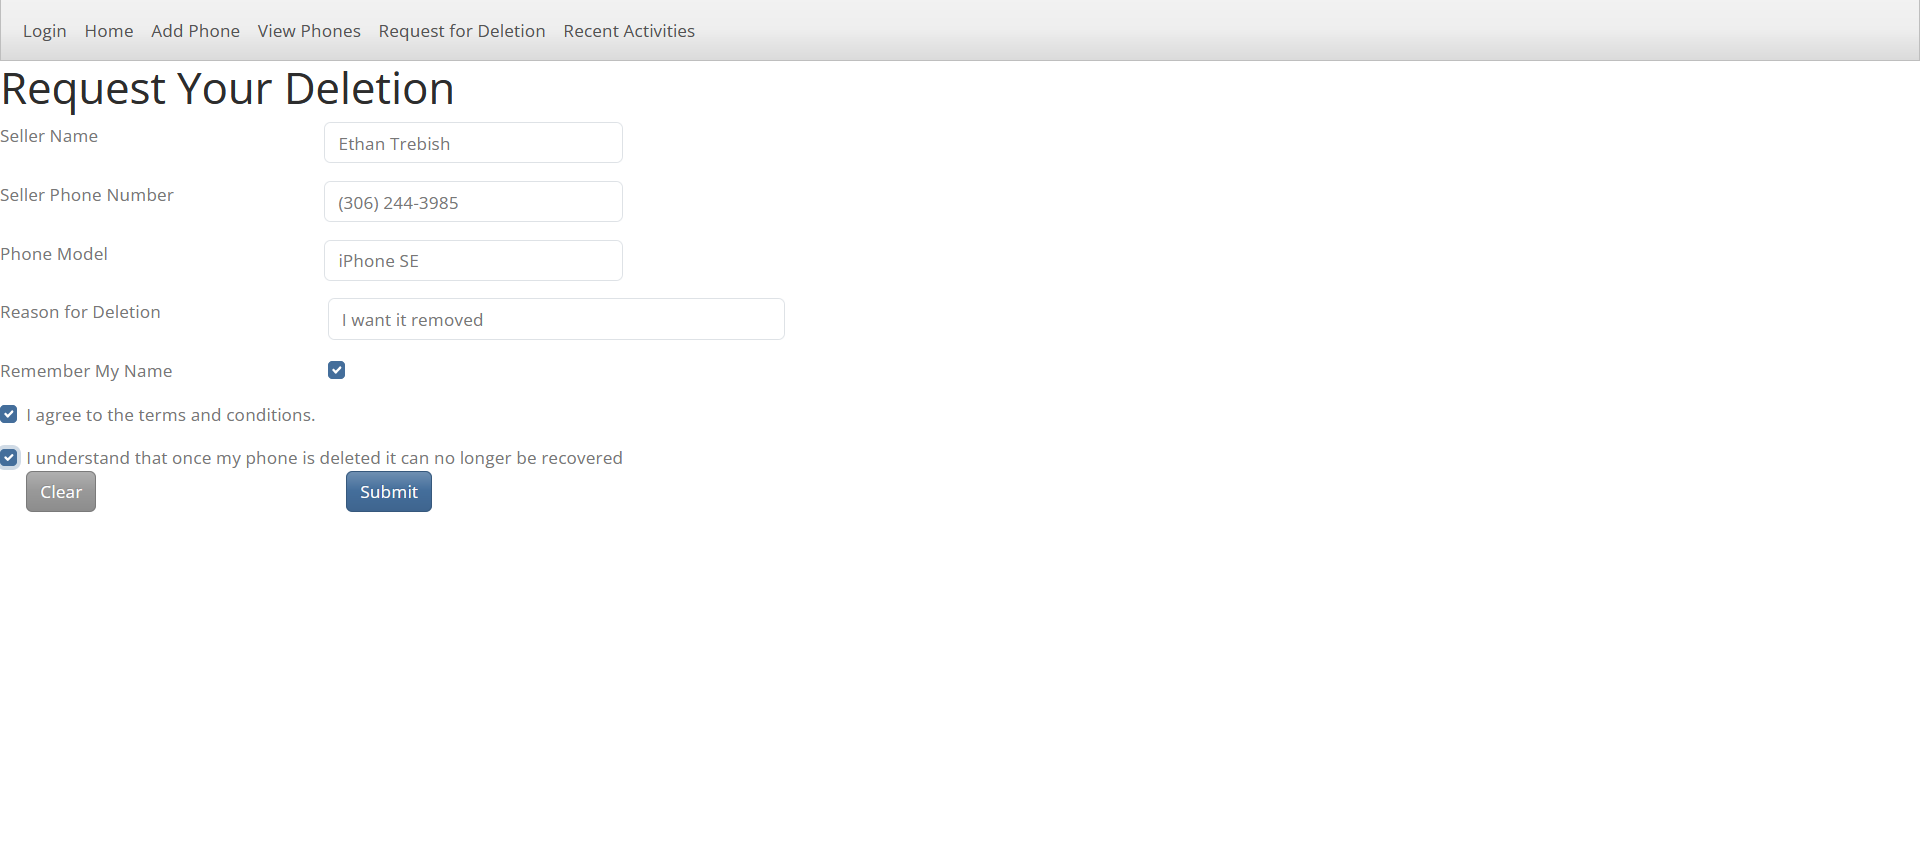 Login Home Add Phone View Phones Request for Deletion Recent Activities
Request Your Deletion
Seller Name Ethan Trebish
Seller Phone Number (306) 244-3985
Phone Model iPhone SE
Reason for Deletion I want it removed
Remember My Name
I agree to the terms and conditions.
I understand that once my phone is deleted it can no longer be recovered
Clear Submit